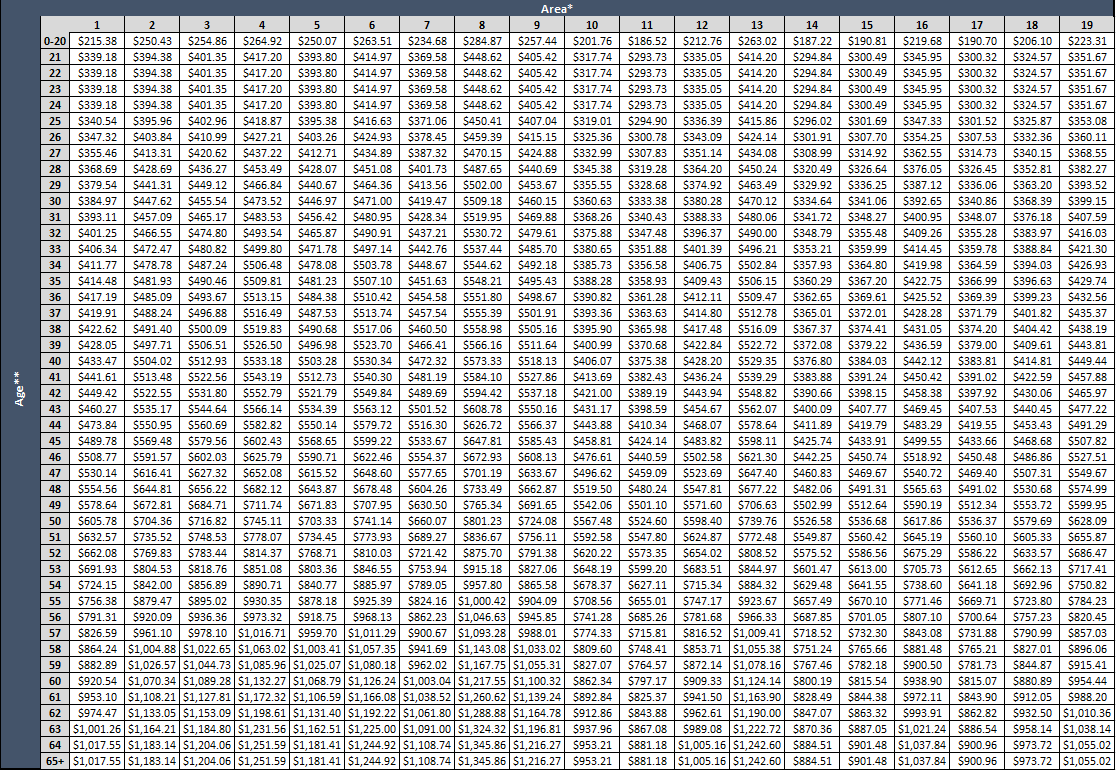 Area*
1 2 3 4 5 6 7 8 9 10 11 12 13 14 15 16 17 18 19
0-20 $215.38 $250.43 $254.86 $264.92 $250.07 $263.51 $234.68 $284.87 $257.44 $201.76 $186.52 $212.76 $263.02 $187.22 $190.81 $219.68 $190.70 $206.10 $223.31
21 $339.18 $394.38 $401.35 $417.20 $393.80 $414.97 $369.58 $448.62 $405.42 $317.74 $293.73 $335.05 $414.20 $294.84 $300.49 $345.95 $300.32 $324.57 $351.67
22 $339.18 $394.38 $401.35 $417.20 $393.80 $414.97 $369.58 $448.62 $405.42 $317.74 $293.73 $335.05 $414.20 $294.84 $300.49 $345.95 $300.32 $324.57 $351.67
23 $339.18 $394.38 $401.35 $417.20 $393.80 $414.97 $369.58 $448.62 $405.42 $317.74 $293.73 $335.05 $414.20 $294.84 $300.49 $345.95 $300.32 $324.57 $351.67
24 $339.18 $394.38 $401.35 $417.20 $393.80 $414.97 $369.58 $448.62 $405.42 $317.74 $293.73 $335.05 $414.20 $294.84 $300.49 $345.95 $300.32 $324.57 $351.67
25 $340.54 $395.96 $402.96 $418.87 $395.38 $416.63 $371.06 $450.41 $407.04 $319.01 $294.90 $336.39 $415.86 $296.02 $301.69 $347.33 $301.52 $325.87 $353.08
26 $347.32 $403.84 $410.99 $427.21 $403.26 $424.93 $378.45 $459.39 $415.15 $325.36 $300.78 $343.09 $424.14 $301.91 $307.70 $354.25 $307.53 $332.36 $360.11
27 $355.46 $413.31 $420.62 $437.22 $412.71 $434.89 $387.32 $470.15 $424.88 $332.99 $307.83 $351.14 $434.08 $308.99 $314.92 $362.55 $314.73 $340.15 $368.55
28 $368.69 $428.69 $436.27 $453.49 $428.07 $451.08 $401.73 $487.65 $440.69 $345.38 $319.28 $364.20 $450.24 $320.49 $326.64 $376.05 $326.45 $352.81 $382.27
29 $379.54 $441.31 $449.12 $466.84 $440.67 $464.36 $413.56 $502.00 $453.67 $355.55 $328.68 $374.92 $463.49 $329.92 $336.25 $387.12 $336.06 $363.20 $393.52
30 $384.97 $447.62 $455.54 $473.52 $446.97 $471.00 $419.47 $509.18 $460.15 $360.63 $333.38 $380.28 $470.12 $334.64 $341.06 $392.65 $340.86 $368.39 $399.15
31 $393.11 $457.09 $465.17 $483.53 $456.42 $480.95 $428.34 $519.95 $469.88 $368.26 $340.43 $388.33 $480.06 $341.72 $348.27 $400.95 $348.07 $376.18 $407.59
32 $401.25 $466.55 $474.80 $493.54 $465.87 $490.91 $437.21 $530.72 $479.61 $375.88 $347.48 $396.37 $490.00 $348.79 $355.48 $409.26 $355.28 $383.97 $416.03
33 $406.34 $472.47 $480.82 $499.80 $471.78 $497.14 $442.76 $537.44 $485.70 $380.65 $351.88 $401.39 $496.21 $353.21 $359.99 $414.45 $359.78 $388.84 $421.30
34 $411.77 $478.78 $487.24 $506.48 $478.08 $503.78 $448.67 $544.62 $492.18 $385.73 $356.58 $406.75 $502.84 $357.93 $364.80 $419.98 $364.59 $394.03 $426.93
35 $414.48 $481.93 $490.46 $509.81 $481.23 $507.10 $451.63 $548.21 $495.43 $388.28 $358.93 $409.43 $506.15 $360.29 $367.20 $422.75 $366.99 $396.63 $429.74
36 $417.19 $485.09 $493.67 $513.15 $484.38 $510.42 $454.58 $551.80 $498.67 $390.82 $361.28 $412.11 $509.47 $362.65 $369.61 $425.52 $369.39 $399.23 $432.56
37 $419.91 $488.24 $496.88 $516.49 $487.53 $513.74 $457.54 $555.39 $501.91 $393.36 $363.63 $414.80 $512.78 $365.01 $372.01 $428.28 $371.79 $401.82 $435.37
38 $422.62 $491.40 $500.09 $519.83 $490.68 $517.06 $460.50 $558.98 $505.16 $395.90 $365.98 $417.48 $516.09 $367.37 $374.41 $431.05 $374.20 $404.42 $438.19
39 $428.05 $497.71 $506.51 $526.50 $496.98 $523.70 $466.41 $566.16 $511.64 $400.99 $370.68 $422.84 $522.72 $372.08 $379.22 $436.59 $379.00 $409.61 $443.81
40 $433.47 $504.02 $512.93 $533.18 $503.28 $530.34 $472.32 $573.33 $518.13 $406.07 $375.38 $428.20 $529.35 $376.80 $384.03 $442.12 $383.81 $414.81 $449.44
41 $441.61 $513.48 $522.56 $543.19 $512.73 $540.30 $481.19 $584.10 $527.86 $413.69 $382.43 $436.24 $539.29 $383.88 $391.24 $450.42 $391.02 $422.59 $457.88
42 $449.42 $522.55 $531.80 $552.79 $521.79 $549.84 $489.69 $594.42 $537.18 $421.00 $389.19 $443.94 $548.82 $390.66 $398.15 $458.38 $397.92 $430.06 $465.97
43 $460.27 $535.17 $544.64 $566.14 $534.39 $563.12 $501.52 $608.78 $550.16 $431.17 $398.59 $454.67 $562.07 $400.09 $407.77 $469.45 $407.53 $440.45 $477.22
44 $473.84 $550.95 $560.69 $582.82 $550.14 $579.72 $516.30 $626.72 $566.37 $443.88 $410.34 $468.07 $578.64 $411.89 $419.79 $483.29 $419.55 $453.43 $491.29
45 $489.78 $569.48 $579.56 $602.43 $568.65 $599.22 $533.67 $647.81 $585.43 $458.81 $424.14 $483.82 $598.11 $425.74 $433.91 $499.55 $433.66 $468.68 $507.82
46 $508.77 $591.57 $602.03 $625.79 $590.71 $622.46 $554.37 $672.93 $608.13 $476.61 $440.59 $502.58 $621.30 $442.25 $450.74 $518.92 $450.48 $486.86 $527.51
47 $530.14 $616.41 $627.32 $652.08 $615.52 $648.60 $577.65 $701.19 $633.67 $496.62 $459.09 $523.69 $647.40 $460.83 $469.67 $540.72 $469.40 $507.31 $549.67
48 $554.56 $644.81 $656.22 $682.12 $643.87 $678.48 $604.26 $733.49 $662.87 $519.50 $480.24 $547.81 $677.22 $482.06 $491.31 $565.63 $491.02 $530.68 $574.99
49 $578.64 $672.81 $684.71 $711.74 $671.83 $707.95 $630.50 $765.34 $691.65 $542.06 $501.10 $571.60 $706.63 $502.99 $512.64 $590.19 $512.34 $553.72 $599.95
50 $605.78 $704.36 $716.82 $745.11 $703.33 $741.14 $660.07 $801.23 $724.08 $567.48 $524.60 $598.40 $739.76 $526.58 $536.68 $617.86 $536.37 $579.69 $628.09
51 $632.57 $735.52 $748.53 $778.07 $734.45 $773.93 $689.27 $836.67 $756.11 $592.58 $547.80 $624.87 $772.48 $549.87 $560.42 $645.19 $560.10 $605.33 $655.87
52 $662.08 $769.83 $783.44 $814.37 $768.71 $810.03 $721.42 $875.70 $791.38 $620.22 $573.35 $654.02 $808.52 $575.52 $586.56 $675.29 $586.22 $633.57 $686.47
53 $691.93 $804.53 $818.76 $851.08 $803.36 $846.55 $753.94 $915.18 $827.06 $648.19 $599.20 $683.51 $844.97 $601.47 $613.00 $705.73 $612.65 $662.13 $717.41
54 $724.15 $842.00 $856.89 $890.71 $840.77 $885.97 $789.05 $957.80 $865.58 $678.37 $627.11 $715.34 $884.32 $629.48 $641.55 $738.60 $641.18 $692.96 $750.82
55 $756.38 $879.47 $895.02 $930.35 $878.18 $925.39 $824.16 $1,000.42 $904.09 $708.56 $655.01 $747.17 $923.67 $657.49 $670.10 $771.46 $669.71 $723.80 $784.23
56 $791.31 $920.09 $936.36 $973.32 $918.75 $968.13 $862.23 $1,046.63 $945.85 $741.28 $685.26 $781.68 $966.33 $687.85 $701.05 $807.10 $700.64 $757.23 $820.45
57 $826.59 $961.10 $978.10 $1,016.71 $959.70 $1,011.29 $900.67 $1,093.28 $988.01 $774.33 $715.81 $816.52 $1,009.41 $718.52 $732.30 $843.08 $731.88 $790.99 $857.03
58 $864.24 $1,004.88 $1,022.65 $1,063.02 $1,003.41 $1,057.35 $941.69 $1,143.08 $1,033.02 $809.60 $748.41 $853.71 $1,055.38 $751.24 $765.66 $881.48 $765.21 $827.01 $896.06
59 $882.89 $1,026.57 $1,044.73 $1,085.96 $1,025.07 $1,080.18 $962.02 $1,167.75 $1,055.31 $827.07 $764.57 $872.14 $1,078.16 $767.46 $782.18 $900.50 $781.73 $844.87 $915.41
60 $920.54 $1,070.34 $1,089.28 $1,132.27 $1,068.79 $1,126.24 $1,003.04 $1,217.55 $1,100.32 $862.34 $797.17 $909.33 $1,124.14 $800.19 $815.54 $938.90 $815.07 $880.89 $954.44
61 $953.10 $1,108.21 $1,127.81 $1,172.32 $1,106.59 $1,166.08 $1,038.52 $1,260.62 $1,139.24 $892.84 $825.37 $941.50 $1,163.90 $828.49 $844.38 $972.11 $843.90 $912.05 $988.20
62 $974.47 $1,133.05 $1,153.09 $1,198.61 $1,131.40 $1,192.22 $1,061.80 $1,288.88 $1,164.78 $912.86 $843.88 $962.61 $1,190.00 $847.07 $863.32 $993.91 $862.82 $932.50 $1,010.36
63 $1,001.26 $1,164.21 $1,184.80 $1,231.56 $1,162.51 $1,225.00 $1,091.00 $1,324.32 $1,196.81 $937.96 $867.08 $989.08 $1,222.72 $870.36 $887.05 $1,021.24 $886.54 $958.14 $1,038.14
64 $1,017.55 $1,183.14 $1,204.06 $1,251.59 $1,181.41 $1,244.92 $1,108.74 $1,345.86 $1,216.27 $953.21 $881.18 $1,005.16 $1,242.60 $884.51 $901.48 $1,037.84 $900.96 $973.72 $1,055.02
65+ $1,017.55 $1,183.14 $1,204.06 $1,251.59 $1,181.41 $1,244.92 $1,108.74 $1,345.86 $1,216.27 $953.21 $881.18 $1,005.16 $1,242.60 $884.51 $901.48 $1,037.84 $900.96 $973.72 $1,055.02
Age**